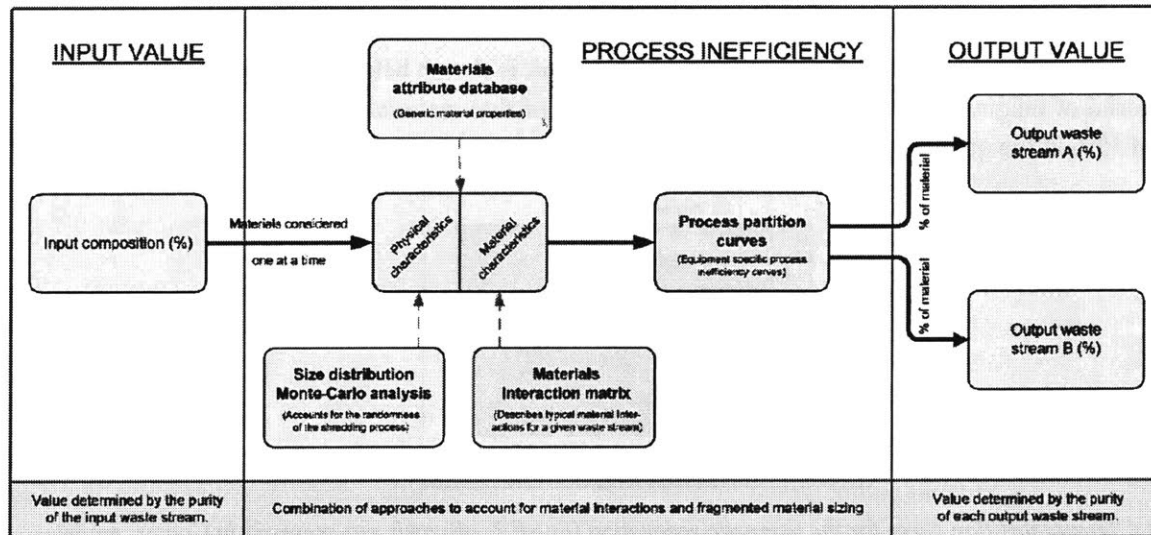 INPUT VALUE
PROCESS INEFFICIENCY
OUTPUT VALUE
Materials
attribute database
(Generic material properties)
Input composition (%)
Materials considered
one at a time
Physical
characteristics
Material
characteristics
Process partition
curves
(Equipment specific process
inefficiency curves)
% of material
% of material
Output waste
stream A (%)
Output waste
stream B (%)
Size distribution
Monte-Carlo analysis
(Accounts for the randomness
of the shredding process)
Materials
Interaction matrix
(Describes typical material inter-
actions for a given waste stream)
Value determined by the purity
of the input waste stream.
Combination of approaches to account for material interactions and fragmented material sizing
Value determined by the purity
of each output waste stream.